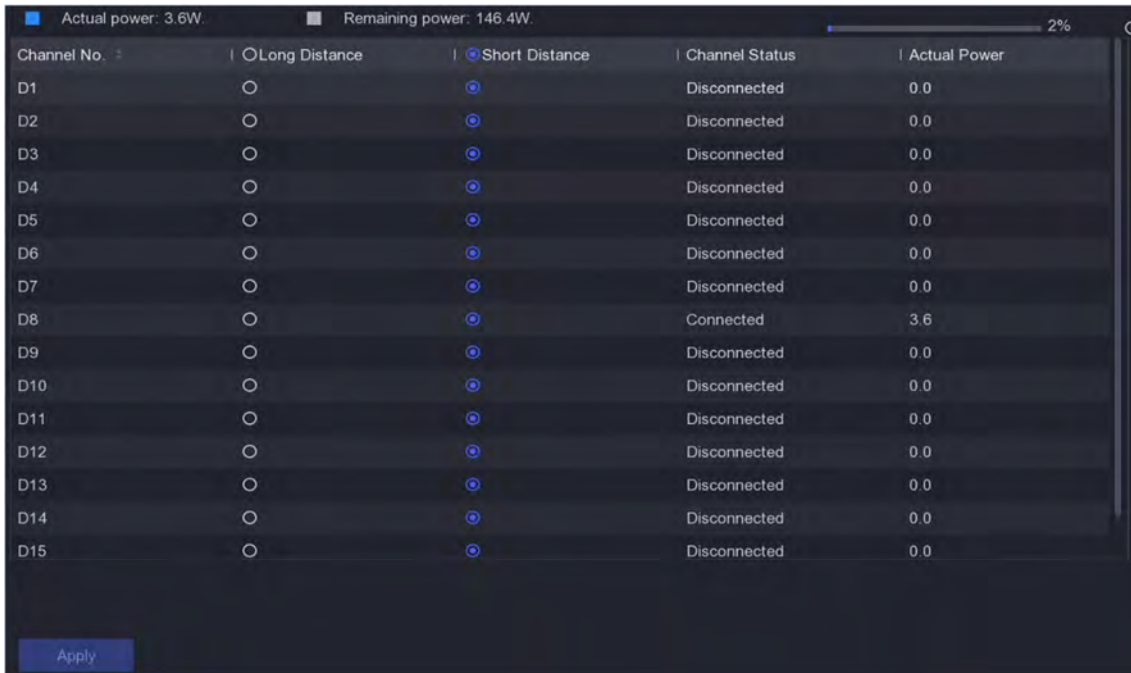 Actual power: 3.6W. Remaining power: 146.4W. 2%
Channel No. Long Distance Short Distance Channel Status Actual Power
D1 Disconnected 0.0
D2 Disconnected 0.0
D3 Disconnected 0.0
D4 Disconnected 0.0
D5 Disconnected 0.0
D6 Disconnected 0.0
D7 Disconnected 0.0
D8 Connected 3.6
D9 Disconnected 0.0
D10 Disconnected 0.0
D11 Disconnected 0.0
D12 Disconnected 0.0
D13 Disconnected 0.0
D14 Disconnected 0.0
D15 Disconnected 0.0
Apply